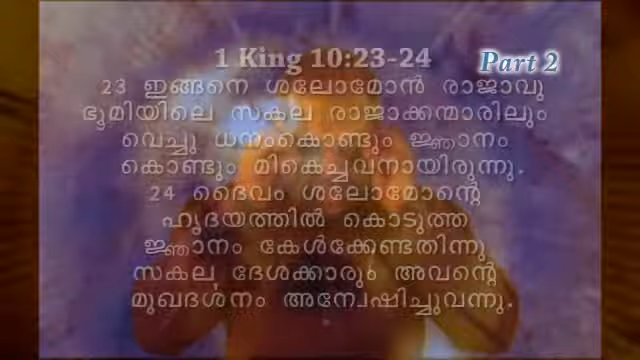 1 King 10:23-24
Part 2
23 ഇങ്ങനെ ശലോമോൻ രാജാവു
ഭൂമിയിലെ സകല രാജാക്കന്മാരിലും
വെച്ചു ധനംകൊണ്ടും ജ്ഞാനം
കൊണ്ടും മികെച്ചവനായിരുന്നു.
24 ദൈവം ശലോമോന്റെ
ഹൃദയത്തിൽ കൊടുത്ത
ജ്ഞാനം കേൾക്കേണ്ടതിന്നു
സകല ദേശക്കാരും അവന്റെ
മുഖദർശനം അന്വേഷിച്ചുവന്നു.